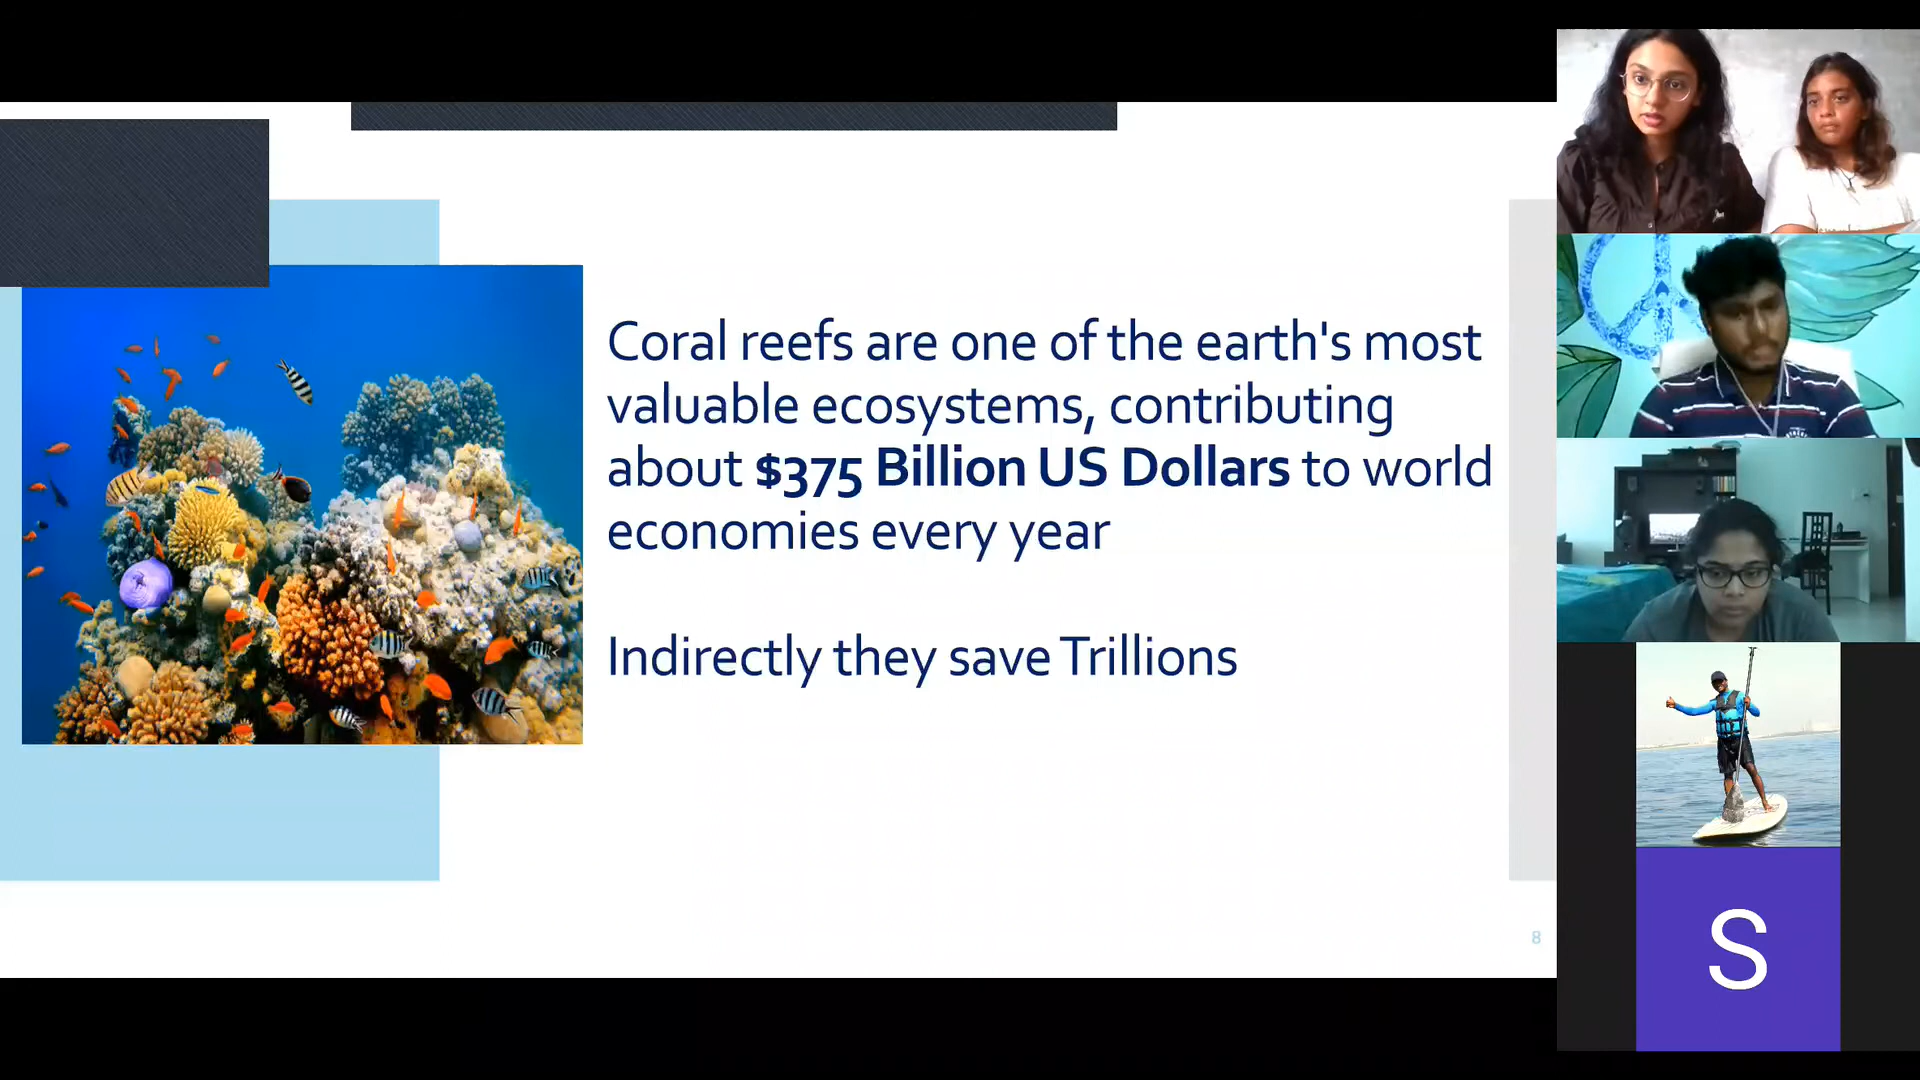 Coral reefs are one of the earth's most
valuable ecosystems, contributing
about $375 Billion US Dollars to world
economies every year
Indirectly they save Trillions
8
S